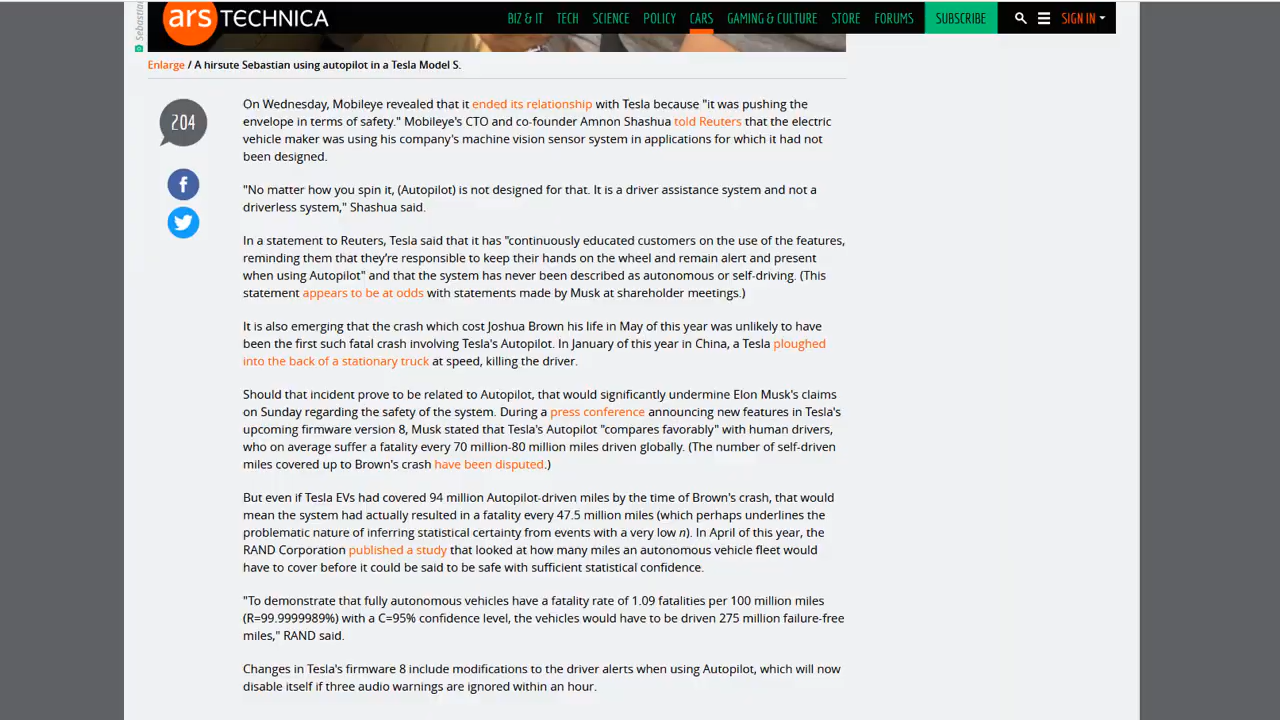 Sebastian
ars TECHNICA
BIZ & IT TECH SCIENCE POLICY CARS GAMING & CULTURE STORE FORUMS SUBSCRIBE SIGN IN
Enlarge / A hirsute Sebastian using autopilot in a Tesla Model S.
204
On Wednesday, Mobileye revealed that it ended its relationship with Tesla because "it was pushing the
envelope in terms of safety." Mobileye's CTO and co-founder Amnon Shashua told Reuters that the electric
vehicle maker was using his company's machine vision sensor system in applications for which it had not
been designed.
"No matter how you spin it, (Autopilot) is not designed for that. It is a driver assistance system and not a
driverless system," Shashua said.
In a statement to Reuters, Tesla said that it has "continuously educated customers on the use of the features,
reminding them that they're responsible to keep their hands on the wheel and remain alert and present
when using Autopilot" and that the system has never been described as autonomous or self-driving. (This
statement appears to be at odds with statements made by Musk at shareholder meetings.)
It is also emerging that the crash which cost Joshua Brown his life in May of this year was unlikely to have
been the first such fatal crash involving Tesla's Autopilot. In January of this year in China, a Tesla ploughed
into the back of a stationary truck at speed, killing the driver.
Should that incident prove to be related to Autopilot, that would significantly undermine Elon Musk's claims
on Sunday regarding the safety of the system. During a press conference announcing new features in Tesla's
upcoming firmware version 8, Musk stated that Tesla's Autopilot "compares favorably" with human drivers,
who on average suffer a fatality every 70 million-80 million miles driven globally. (The number of self-driven
miles covered up to Brown's crash have been disputed.)
But even if Tesla EVs had covered 94 million Autopilot-driven miles by the time of Brown's crash, that would
mean the system had actually resulted in a fatality every 47.5 million miles (which perhaps underlines the
problematic nature of inferring statistical certainty from events with a very low n). In April of this year, the
RAND Corporation published a study that looked at how many miles an autonomous vehicle fleet would
have to cover before it could be said to be safe with sufficient statistical confidence.
"To demonstrate that fully autonomous vehicles have a fatality rate of 1.09 fatalities per 100 million miles
(R=99.9999989%) with a C=95% confidence level, the vehicles would have to be driven 275 million failure-free
miles," RAND said.
Changes in Tesla's firmware 8 include modifications to the driver alerts when using Autopilot, which will now
disable itself if three audio warnings are ignored within an hour.